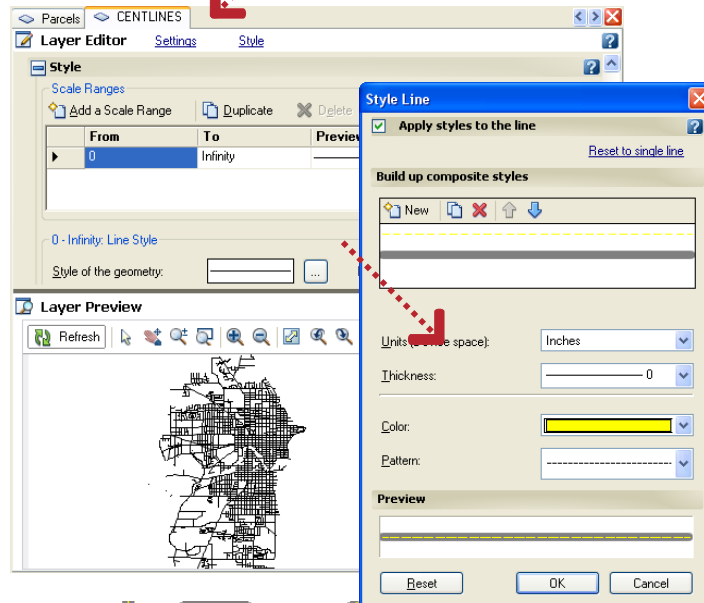 Parcels CENTLINES
Layer Editor Settings Style
Style
Scale Ranges
Add a Scale Range Duplicate Delete
From To Preview
0 Infinity
0 - Infinity: Line Style
Style of the geometry: ...
Layer Preview
Refresh
Style Line
Apply styles to the line
Reset to single line
Build up composite styles
New
Units space): Inches
Thickness: 0
Color:
Pattern:
Preview
Reset OK Cancel